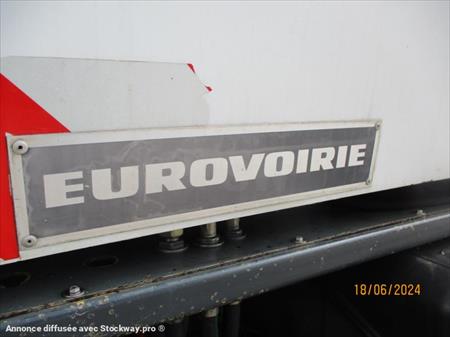 EUROVOIRIE
18/06/2024
Annonce diffusée avec Stockway.pro ®